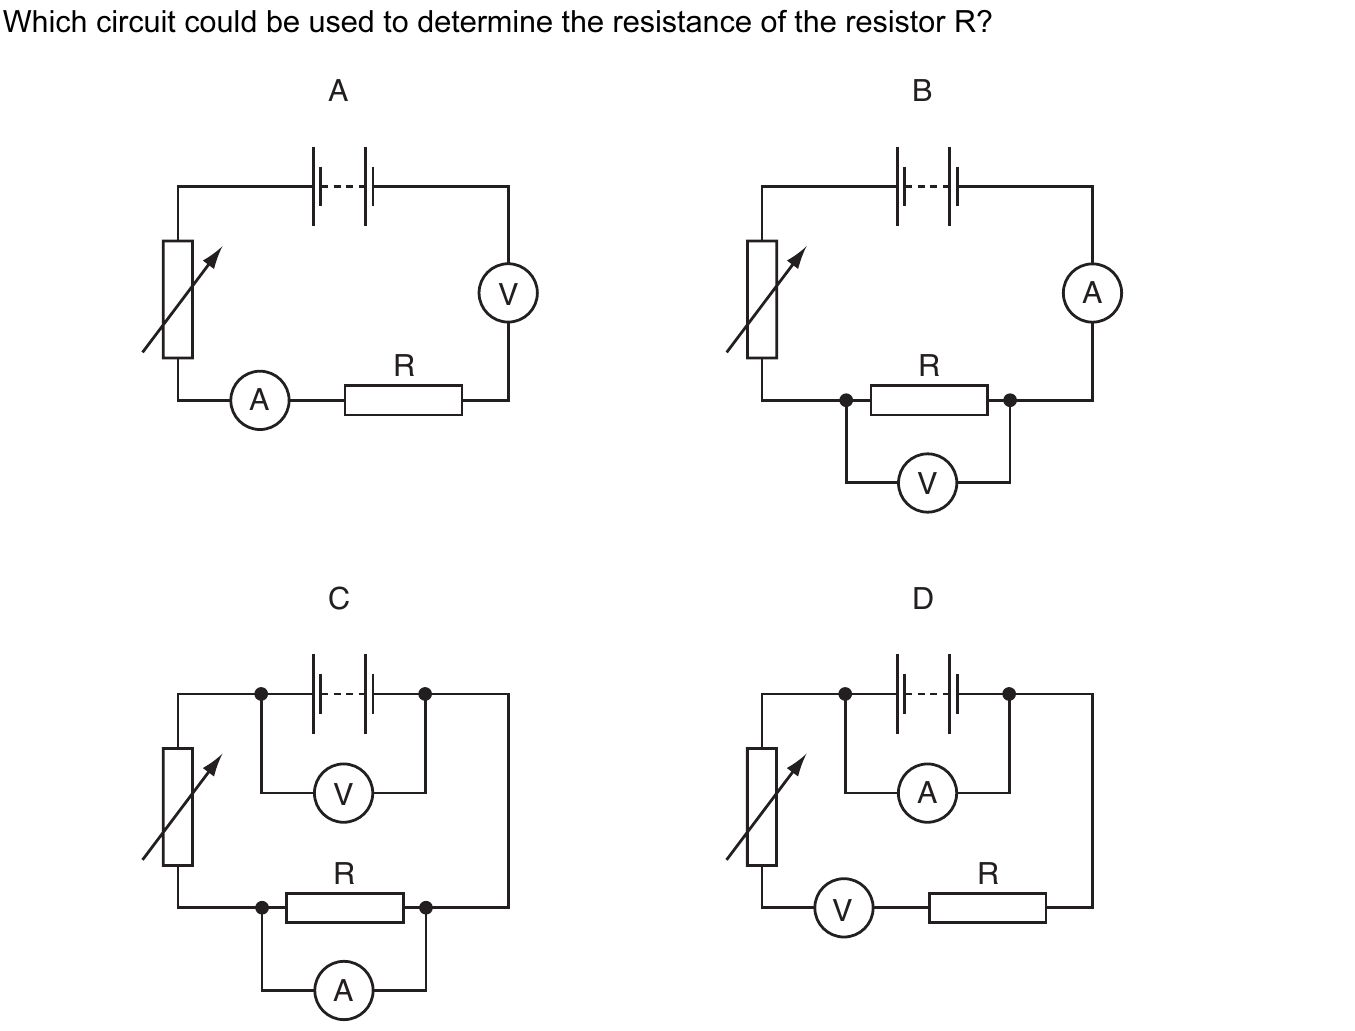 Which circuit could be used to determine the resistance of the resistor R?
A
B
V
A
R
A
R
V
C
D
V
A
R
A
R
V